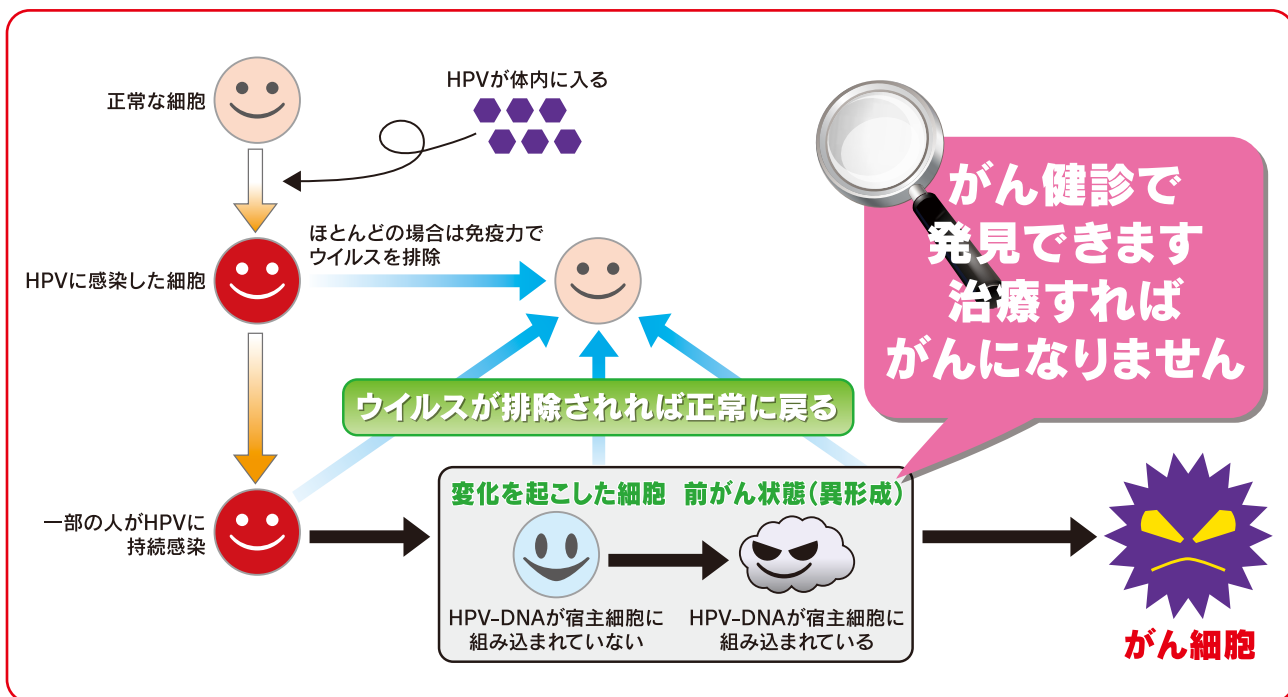 正常な細胞
HPVが体内に入る
がん健診で
発見できます
治療すれば
がんになりません
ほとんどの場合は免疫力で
ウイルスを排除
HPVに感染した細胞
ウイルスが排除されれば正常に戻る
変化を起こした細胞 前がん状態（異形成）
一部の人がHPVに
持続感染
HPV-DNAが宿主細胞に
組み込まれていない
HPV-DNAが宿主細胞に
組み込まれている
がん細胞